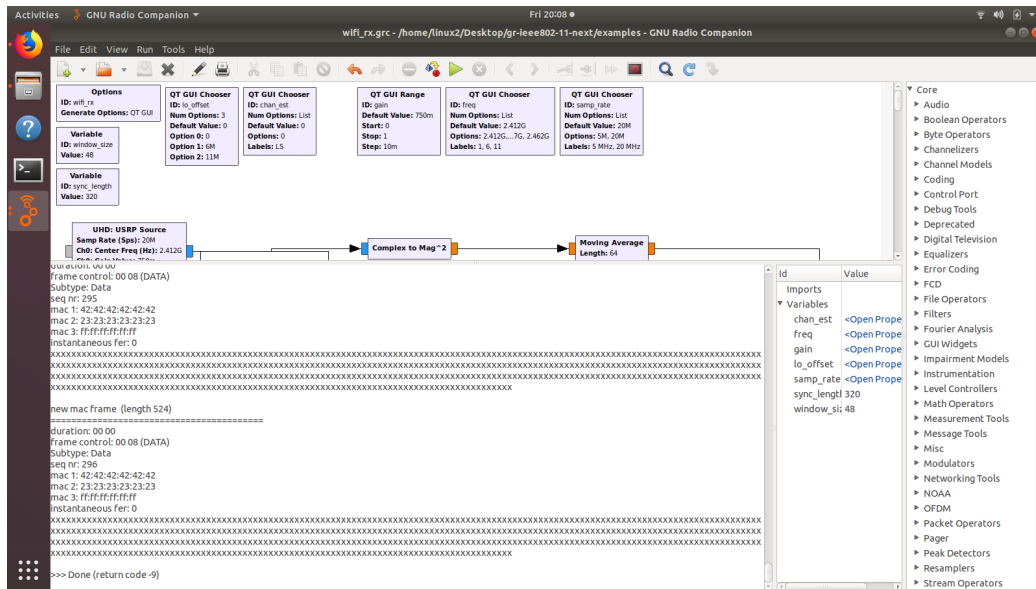 Activities
GNU Radio Companion
Fri 20:08
wifi_rx.grc - /home/linux2/Desktop/gr-ieee802-11-next/examples - GNU Radio Companion
File Edit View Run Tools Help
Options
ID: wifi_rx
Generate Options: QT GUI
Variable
ID: window_size
Value: 48
Variable
ID: sync_length
Value: 320
QT GUI Chooser
ID: lo_offset
Num Options: 3
Default Value: 0
Option 0: 0
Option 1: 6M
Option 2: 11M
QT GUI Chooser
ID: chan_est
Num Options: List
Default Value: 0
Options: 0
Labels: LS
QT GUI Range
ID: gain
Default Value: 750m
Start: 0
Stop: 1
Step: 10m
QT GUI Chooser
ID: freq
Num Options: List
Default Value: 2.412G
Options: 2.412G,...7G, 2.462G
Labels: 1, 6, 11
QT GUI Chooser
ID: samp_rate
Num Options: List
Default Value: 20M
Options: 5M, 20M
Labels: 5 MHz, 20 MHz
UHD: USRP Source
Samp Rate (Sps): 20M
Ch0: Center Freq (Hz): 2.412G
Ch0: Gain Value: 750m
Complex to Mag^2
Moving Average
Length: 64
duration: 00 00
frame control: 00 08 (DATA)
Subtype: Data
seq nr: 295
mac 1: 42:42:42:42:42:42
mac 2: 23:23:23:23:23:23
mac 3: ff:ff:ff:ff:ff:ff
instantaneous fer: 0
new mac frame (length 524)
=========================================
duration: 00 00
frame control: 00 08 (DATA)
Subtype: Data
seq nr: 296
mac 1: 42:42:42:42:42:42
mac 2: 23:23:23:23:23:23
mac 3: ff:ff:ff:ff:ff:ff
instantaneous fer: 0
>>> Done (return code -9)
Id Value
Imports
Variables
chan_est <Open Prope
freq <Open Prope
gain <Open Prope
lo_offset <Open Prope
samp_rate <Open Prope
sync_lengtl 320
window_siz 48
Core
Audio
Boolean Operators
Byte Operators
Channelizers
Channel Models
Coding
Control Port
Debug Tools
Deprecated
Digital Television
Equalizers
Error Coding
FCD
File Operators
Filters
Fourier Analysis
GUI Widgets
Impairment Models
Instrumentation
Level Controllers
Math Operators
Measurement Tools
Message Tools
Misc
Modulators
Networking Tools
NOAA
OFDM
Packet Operators
Pager
Peak Detectors
Resamplers
Stream Operators